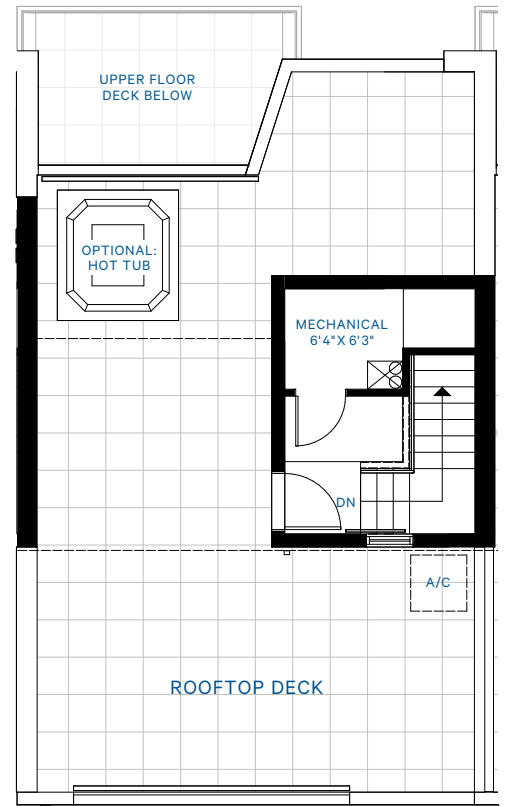 UPPER FLOOR
DECK BELOW
OPTIONAL:
HOT TUB
MECHANICAL
6'4" X 6'3"
DN
A/C
ROOFTOP DECK